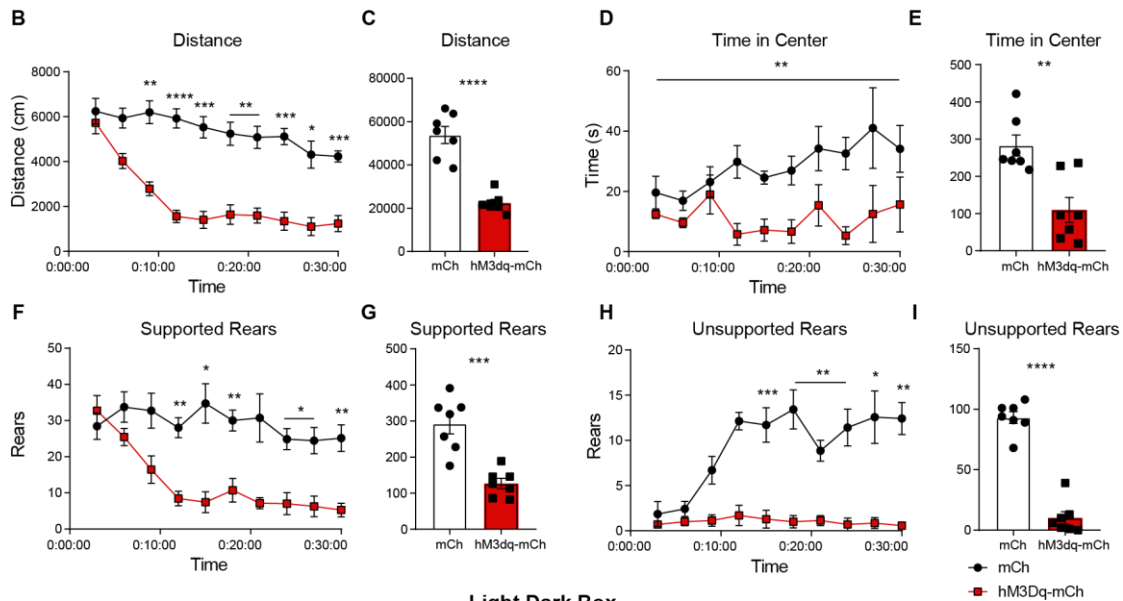 B
Distance
Distance (cm)
8000
6000
4000
2000
0
** **** *** ** *** * ***
0:00:00 0:10:00 0:20:00 0:30:00
Time
C
Distance
80000
60000
40000
20000
0
****
mCh hM3dq-mCh
D
Time in Center
Time (s)
60
40
20
0
**
0:00:00 0:10:00 0:20:00 0:30:00
Time
E
Time in Center
500
400
300
200
100
0
**
mCh hM3dq-mCh
F
Supported Rears
Rears
50
40
30
20
10
0
** * ** * **
0:00:00 0:10:00 0:20:00 0:30:00
Time
G
Supported Rears
500
400
300
200
100
0
***
mCh hM3dq-mCh
H
Unsupported Rears
Rears
20
15
10
5
0
*** ** * **
0:00:00 0:10:00 0:20:00 0:30:00
Time
I
Unsupported Rears
150
100
50
0
****
mCh hM3dq-mCh
mCh
hM3Dq-mCh
Light Dark Box